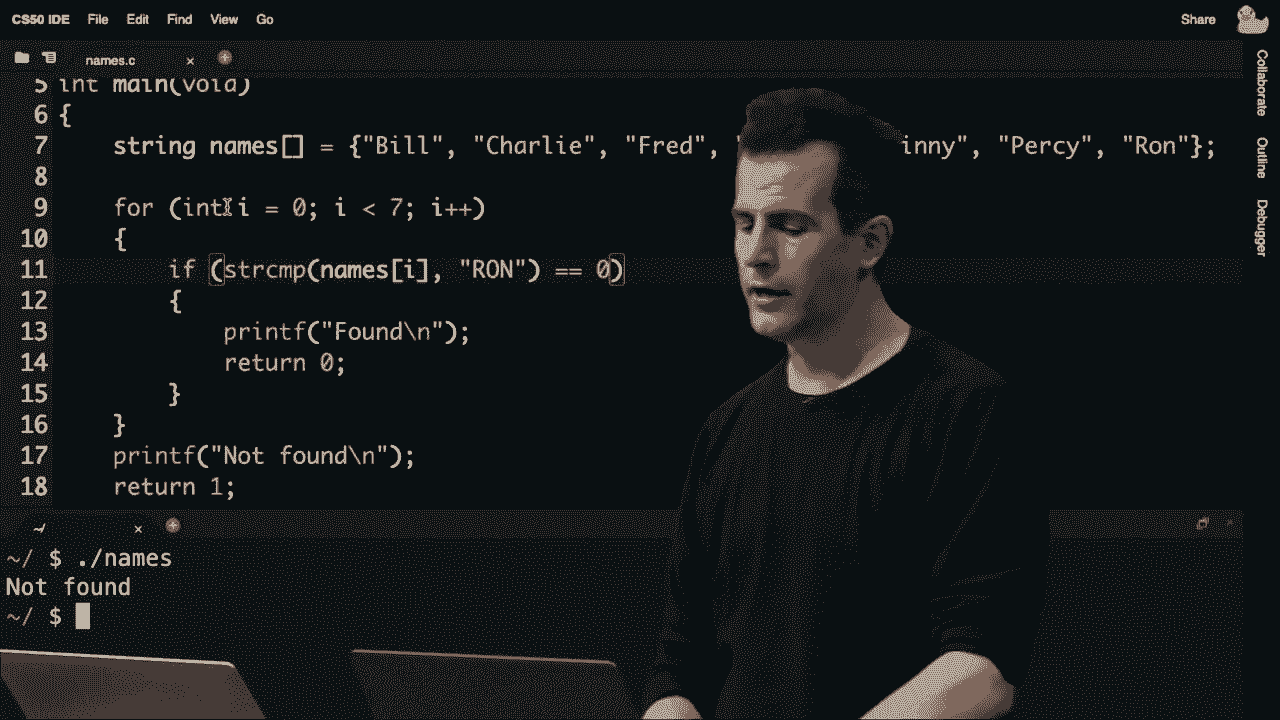 CS50 IDE File Edit Find View Go Share
names.c
5 int main(void)
6 {
7 string names[] = {"Bill", "Charlie", "Fred", " inny", "Percy", "Ron"};
8
9 for (int i = 0; i < 7; i++)
10 {
11 if (strcmp(names[i], "RON") == 0)
12 {
13 printf("Found\n");
14 return 0;
15 }
16 }
17 printf("Not found\n");
18 return 1;
~/ $ ./names
Not found
~/ $
Collaborate
Outline
Debugger